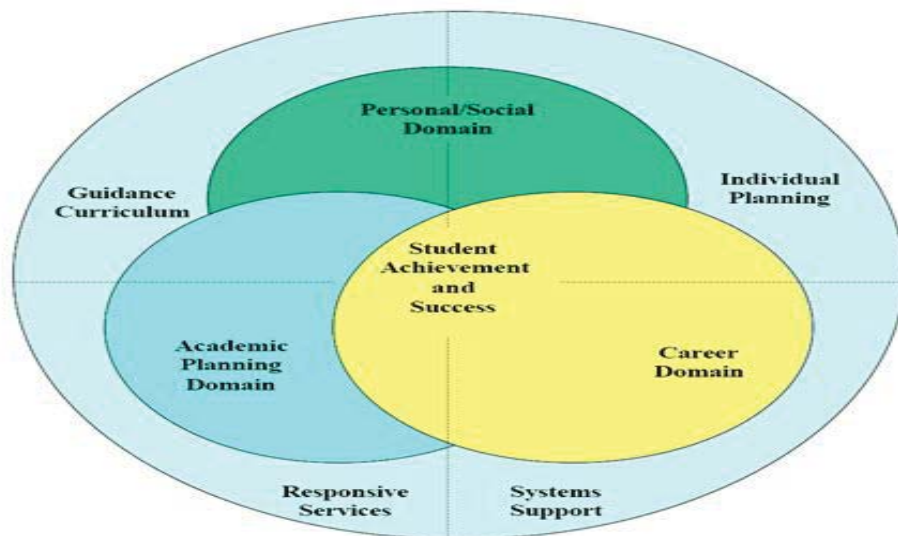 Personal/Social
Domain
Guidance
Curriculum
Individual
Planning
Student
Achievement
and
Success
Academic
Planning
Domain
Career
Domain
Responsive
Services
Systems
Support